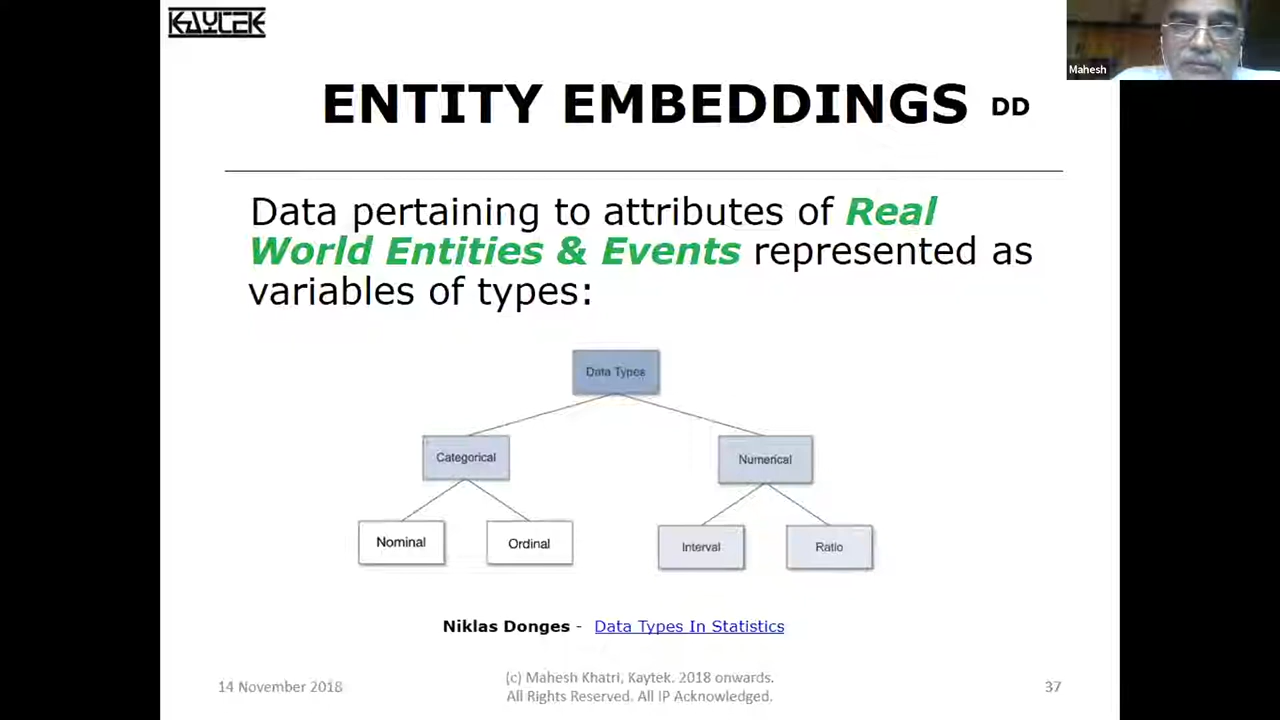 KAYTEK
Mahesh
ENTITY EMBEDDINGS DD
Data pertaining to attributes of Real
World Entities & Events represented as
variables of types:
Data Types
Categorical
Numerical
Nominal
Ordinal
Interval
Ratio
Niklas Donges - Data Types In Statistics
14 November 2018
(c) Mahesh Khatri, Kaytek. 2018 onwards.
All Rights Reserved. All IP Acknowledged.
37